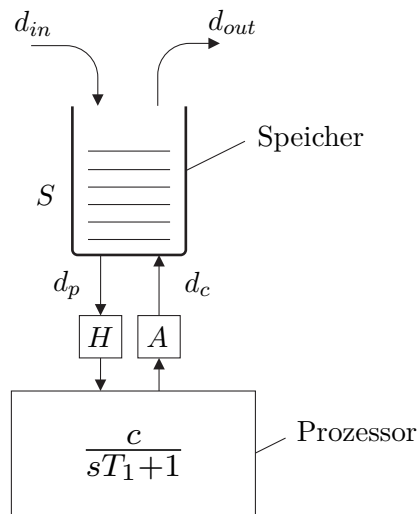 d_in d_out
Speicher
S
d_p d_c
H A
Prozessor
c
sT_1+1